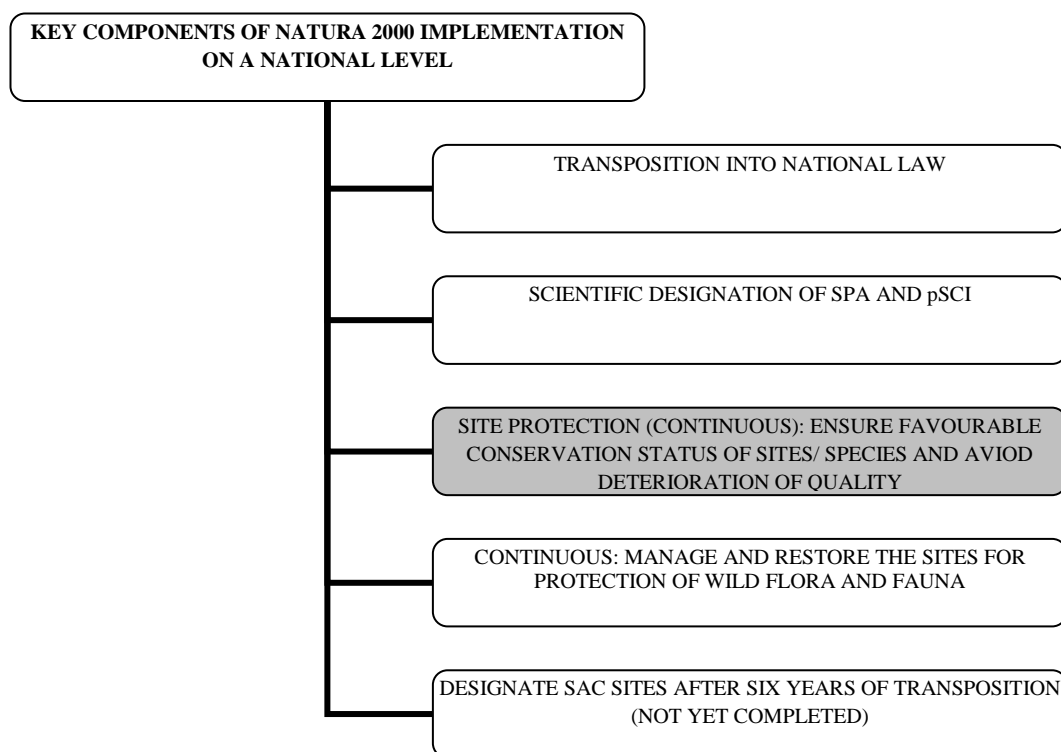 KEY COMPONENTS OF NATURA 2000 IMPLEMENTATION
ON A NATIONAL LEVEL
TRANSPOSITION INTO NATIONAL LAW
SCIENTIFIC DESIGNATION OF SPA AND pSCI
SITE PROTECTION (CONTINUOUS): ENSURE FAVOURABLE
CONSERVATION STATUS OF SITES/ SPECIES AND AVIOD
DETERIORATION OF QUALITY
CONTINUOUS: MANAGE AND RESTORE THE SITES FOR
PROTECTION OF WILD FLORA AND FAUNA
DESIGNATE SAC SITES AFTER SIX YEARS OF TRANSPOSITION
(NOT YET COMPLETED)